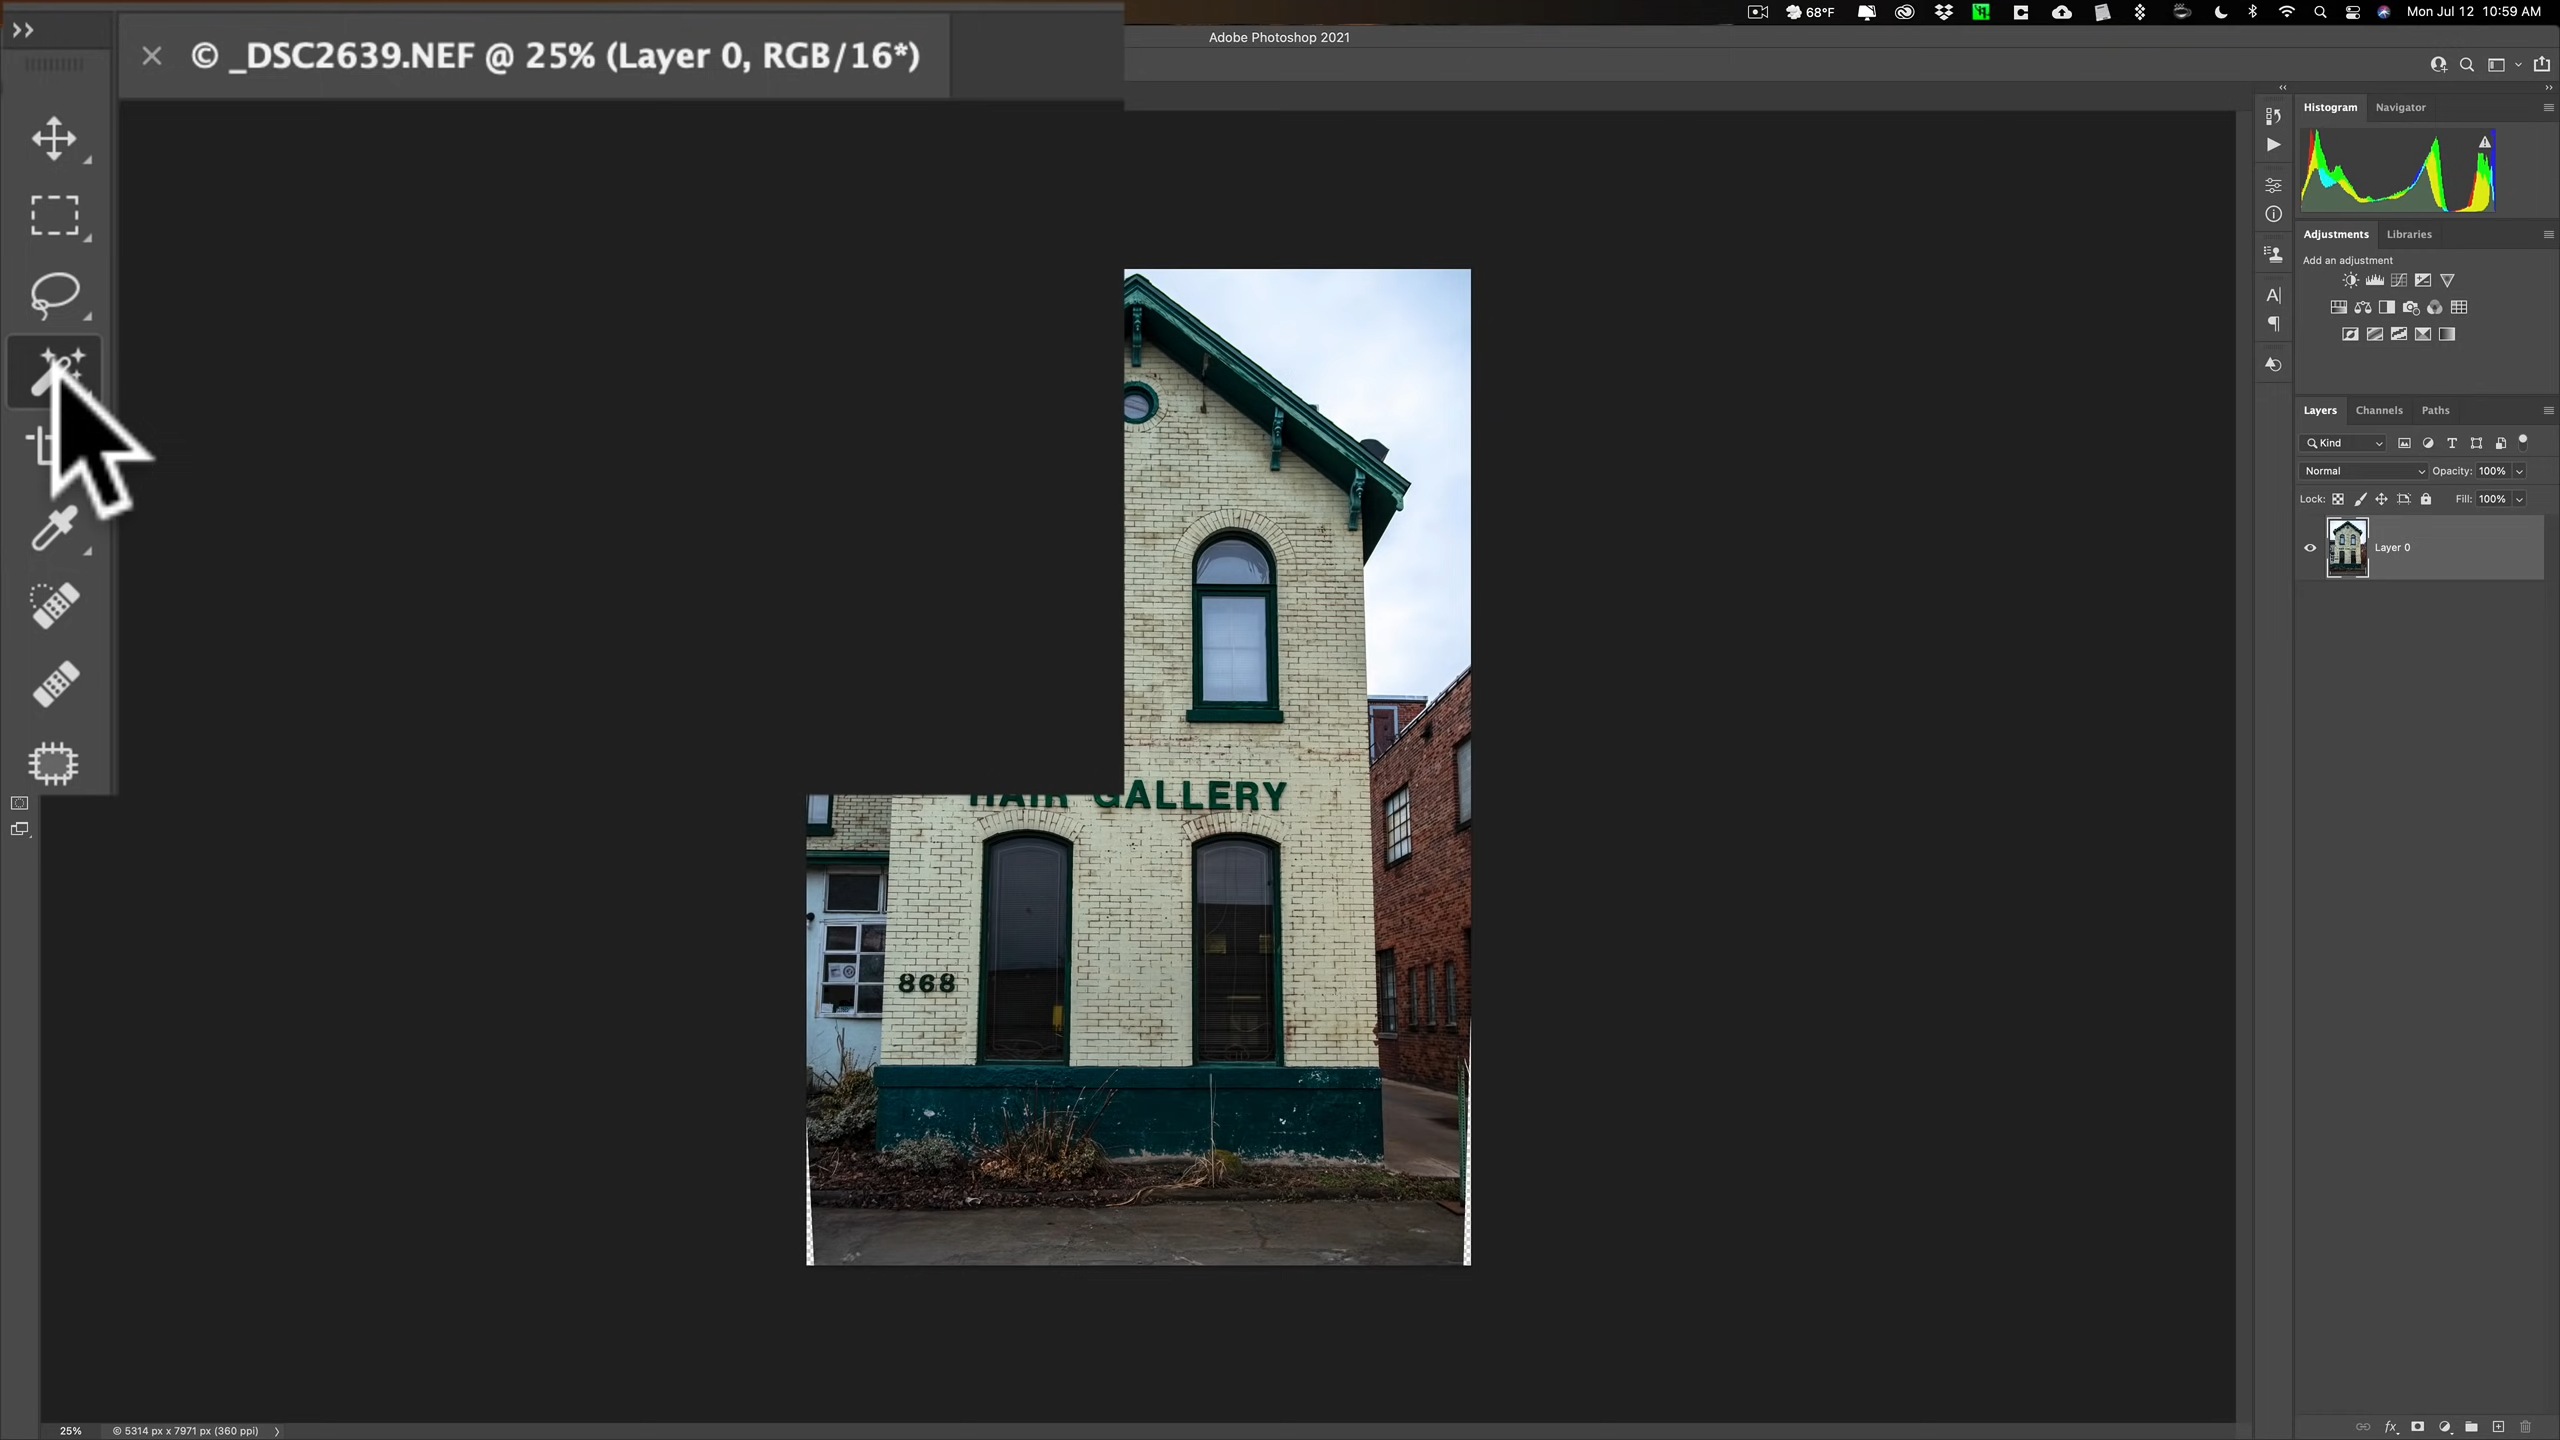 68°F
Mon Jul 12 10:59 AM
Adobe Photoshop 2021
× © _DSC2639.NEF @ 25% (Layer 0, RGB/16*)
Histogram Navigator
Adjustments Libraries
Add an adjustment
Layers Channels Paths
Kind
Normal Opacity: 100%
Lock: Fill: 100%
Layer 0
HAIR GALLERY
868
25% © 5314 px x 7971 px (360 ppi)